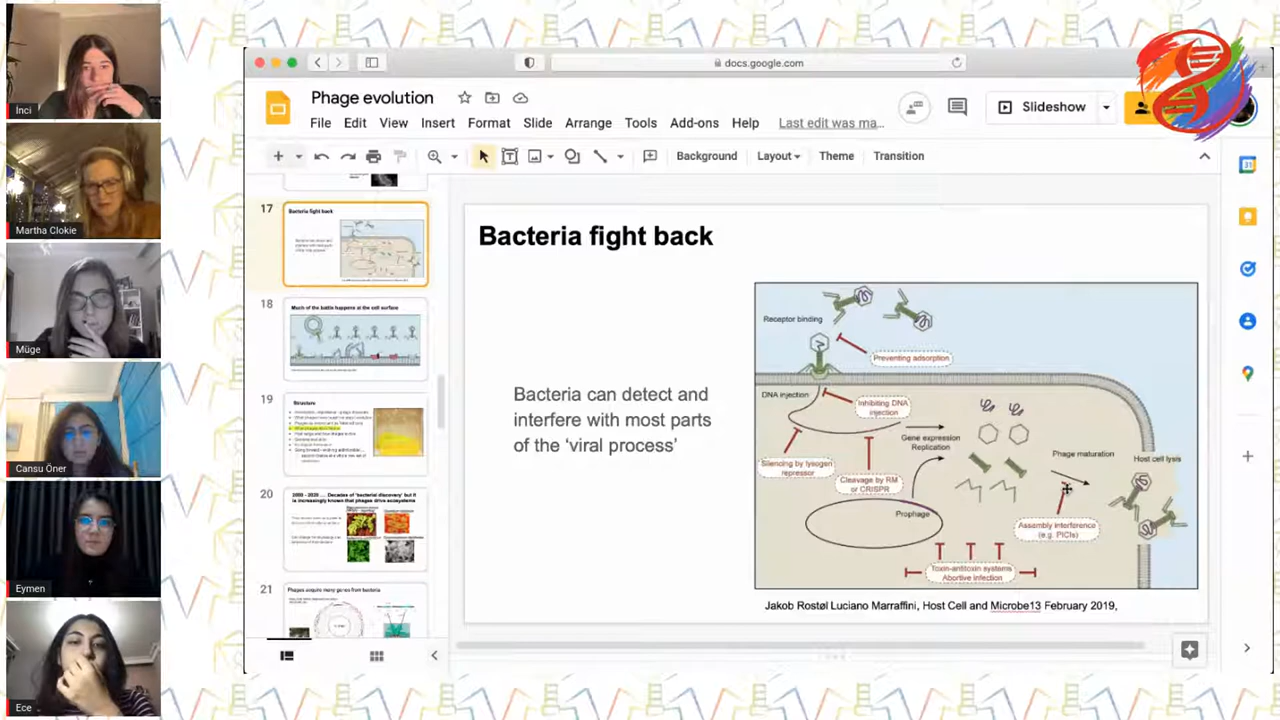 Inci
Martha Clokie
Müge
Cansu Öner
Eymen
Ece
docs.google.com
Phage evolution
Slideshow
File Edit View Insert Format Slide Arrange Tools Add-ons Help Last edit was ma...
Background Layout Theme Transition
17
Bacteria fight back
18
Much of the battle happens at the cell surface
19
Structure
20
2000 - 2020 .... Decades of 'bacterial discovery' but it
is increasingly known that phages drive ecosystems
21
Phages acquire many genes from bacteria
Bacteria fight back
Bacteria can detect and
interfere with most parts
of the 'viral process'
Receptor binding
Preventing adsorption
DNA injection
Inhibiting DNA
injection
Gene expression
Replication
Silencing by lysogen
repressor
Cleavage by RM
or CRISPR
Phage maturation
Host cell lysis
Prophage
Assembly interference
(e.g. PICIs)
Toxin-antitoxin systems
Abortive infection
Jakob Rostøl Luciano Marraffini, Host Cell and Microbe13 February 2019,